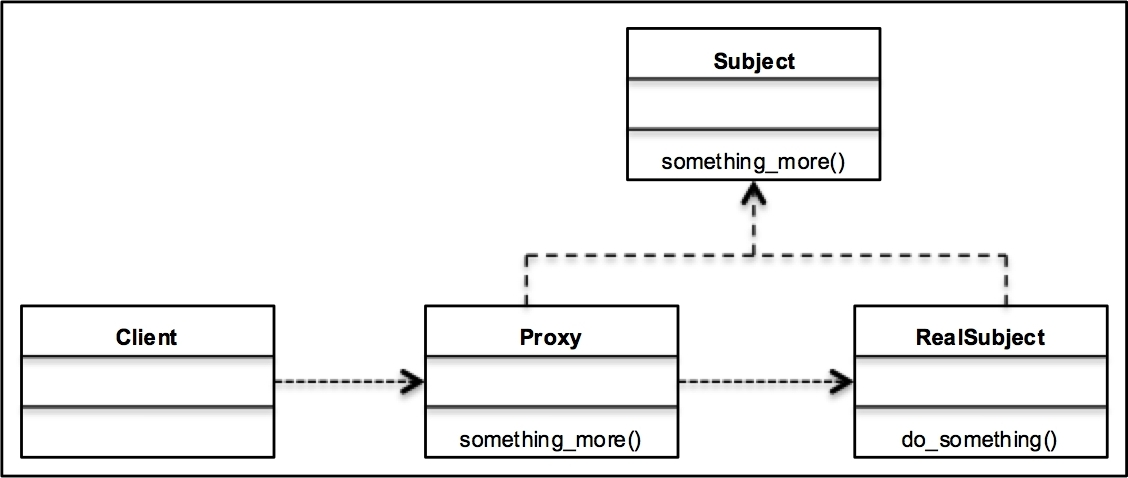 Subject
something_more()
Client
Proxy
something_more()
RealSubject
do_something()